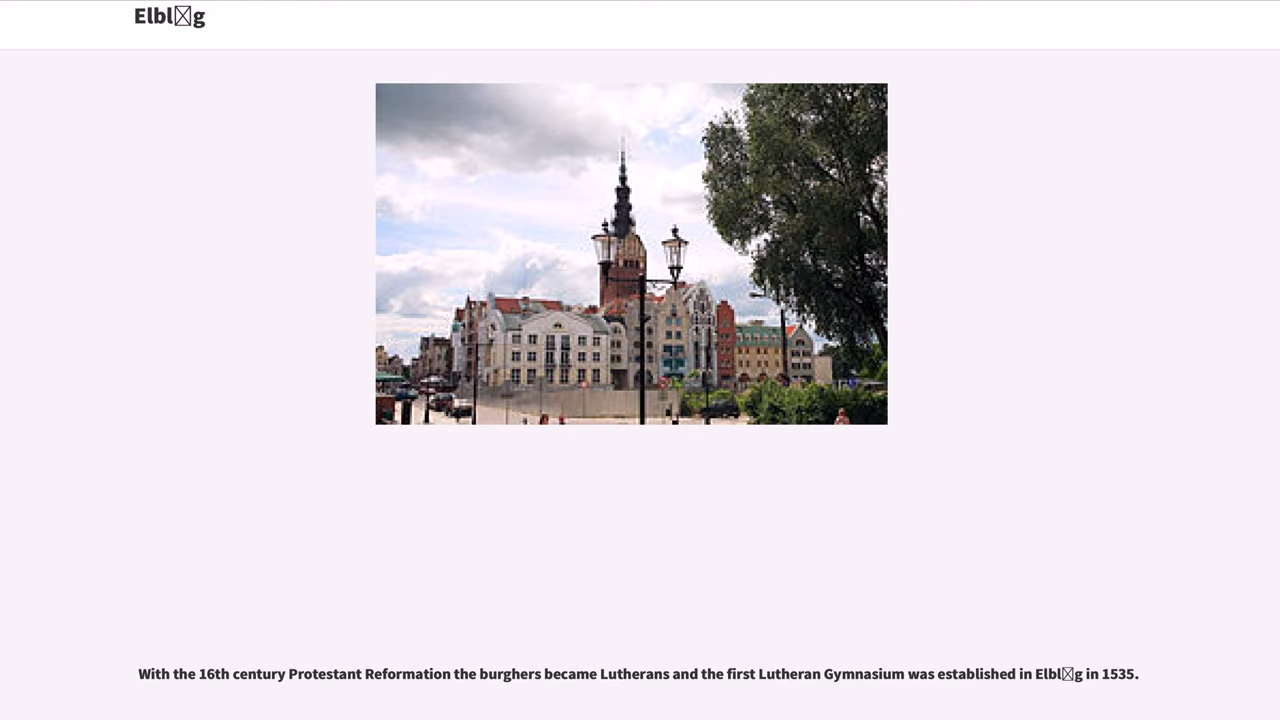 Elbl□g
With the 16th century Protestant Reformation the burghers became Lutherans and the first Lutheran Gymnasium was established in Elbl□g in 1535.